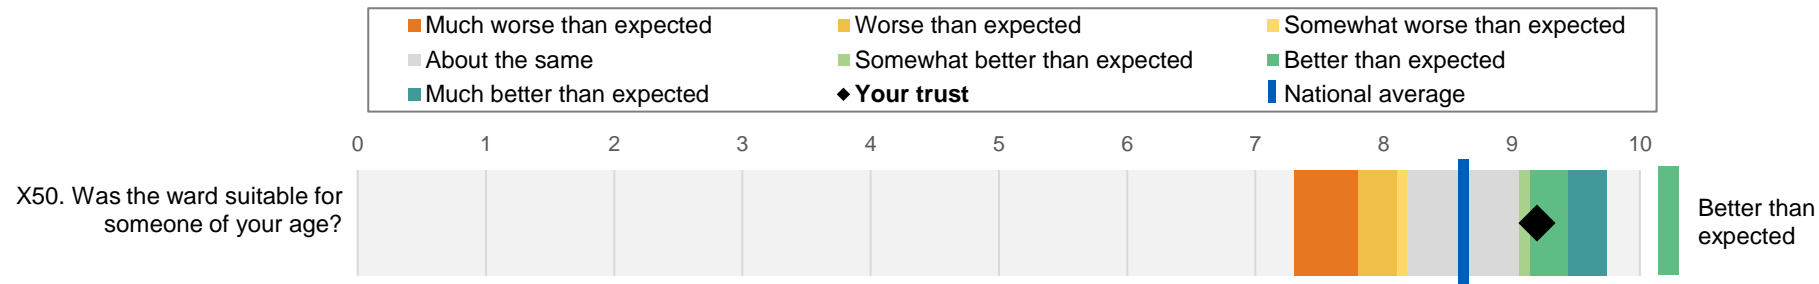 Much worse than expected Worse than expected Somewhat worse than expected
About the same Somewhat better than expected Better than expected
Much better than expected Your trust National average
0 1 2 3 4 5 6 7 8 9 10
X50. Was the ward suitable for
someone of your age?
Better than
expected